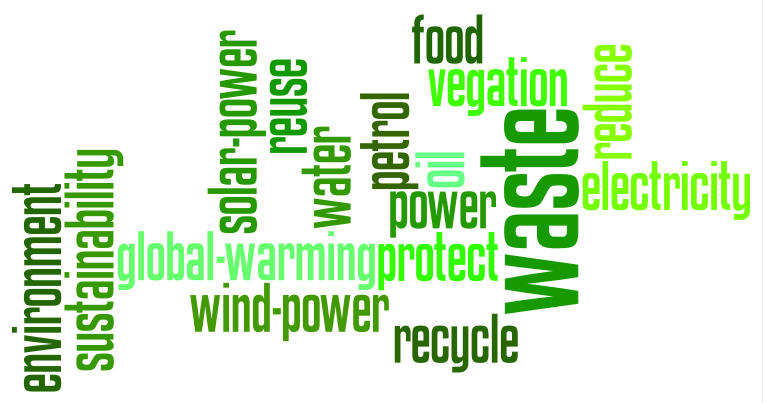 food
vegation
reduce
solar-power
reuse
petrol
water
oil
waste
electricity
power
environment
sustainability
global-warming
protect
wind-power
recycle